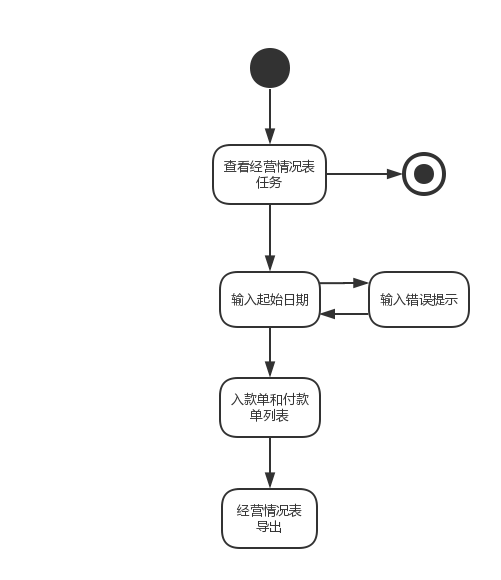 查看经营情况表
任务
输入起始日期
输入错误提示
入款单和付款
单列表
经营情况表
导出